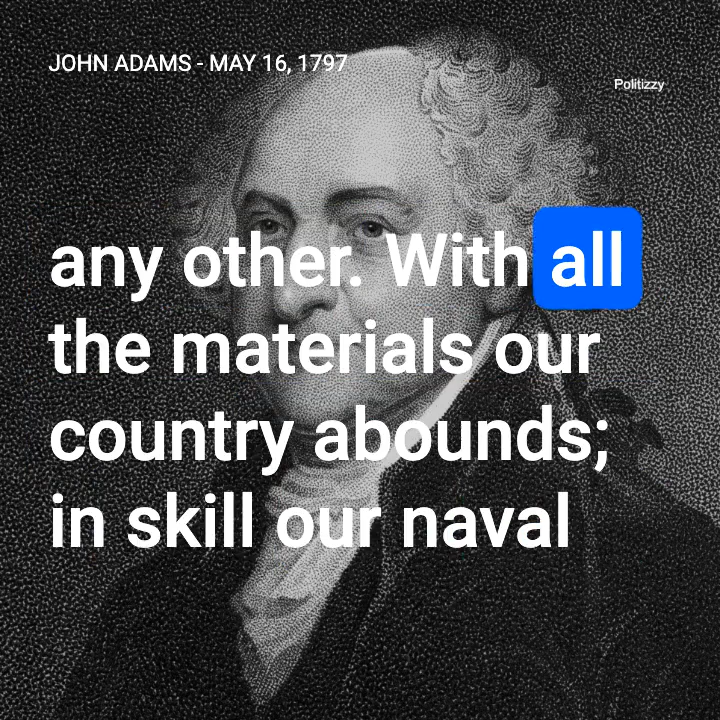 JOHN ADAMS - MAY 16, 1797
Politizzy
any other. With all
the materials our
country abounds;
in skill our naval